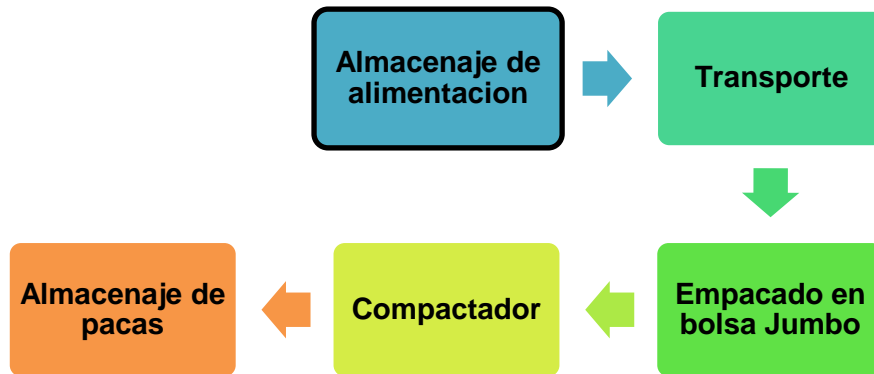 Almacenaje de
alimentacion
Transporte
Empacado en
bolsa Jumbo
Compactador
Almacenaje de
pacas